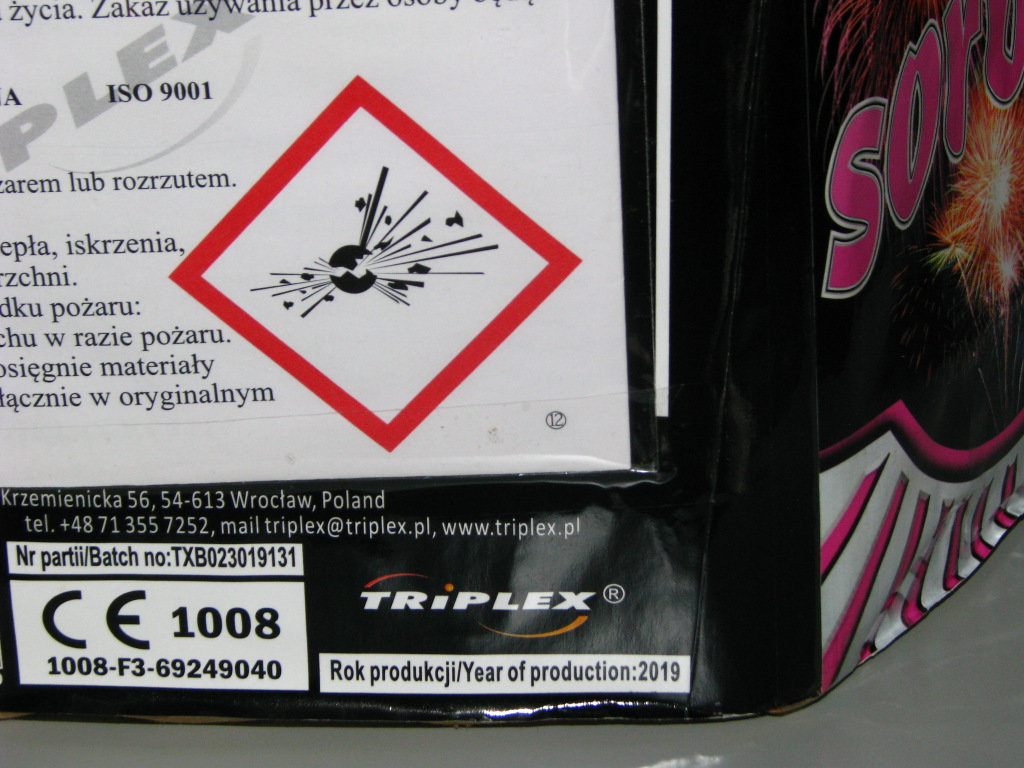 życia. Zakaz używania przez osoby będą
TRIPLEX
NA ISO 9001
zarem lub rozrzutem.
epła, iskrzenia,
rzchni.
dku pożaru:
chu w razie pożaru.
osięgnie materiały
łącznie w oryginalnym
12
Krzemienicka 56, 54-613 Wrocław, Poland
tel. +48 71 355 7252, mail triplex@triplex.pl, www.triplex.pl
Nr partii/Batch no:TXB023019131
CE 1008
1008-F3-69249040
TRiPLEX ®
Rok produkcji/Year of production:2019